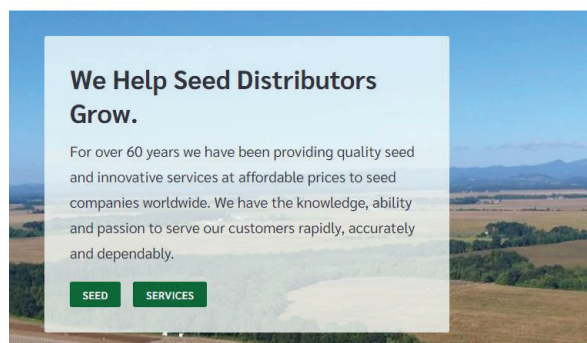 We Help Seed Distributors
Grow.
For over 60 years we have been providing quality seed
and innovative services at affordable prices to seed
companies worldwide. We have the knowledge, ability
and passion to serve our customers rapidly, accurately
and dependably.
SEED SERVICES